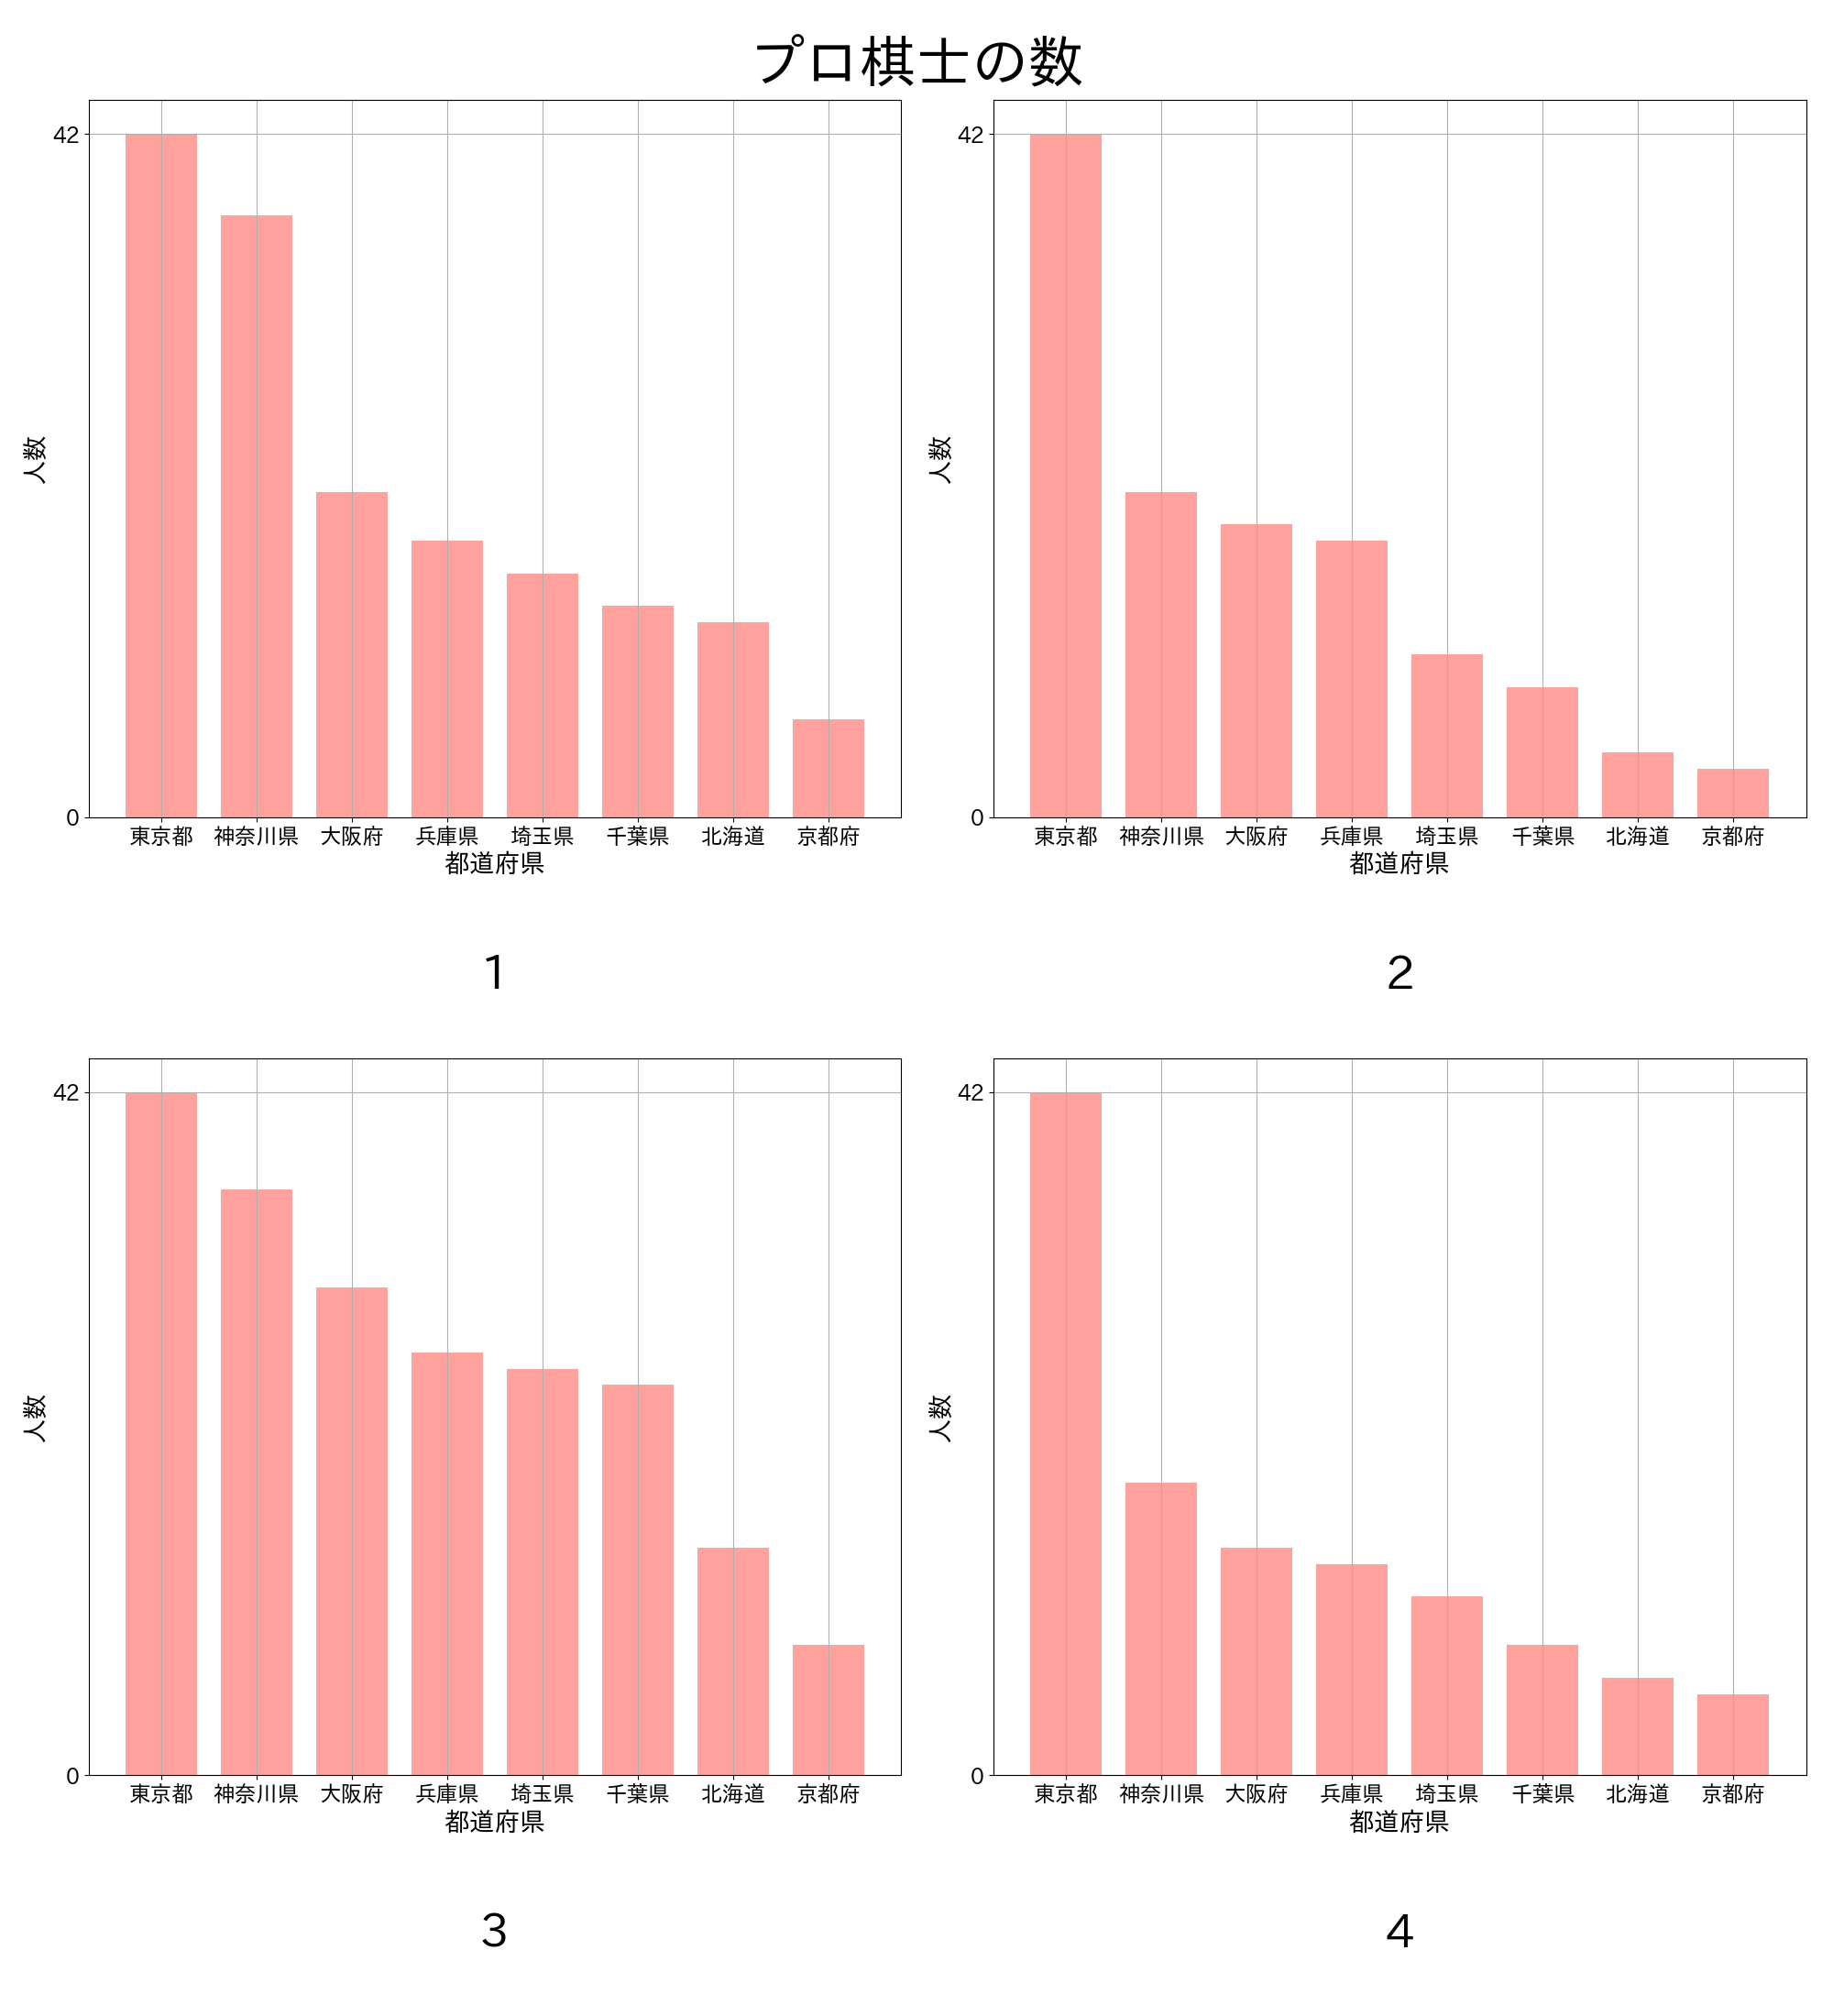 プロ棋士の数
42
0
人数
東京都 神奈川県 大阪府 兵庫県 埼玉県 千葉県 北海道 京都府
都道府県
1
42
0
人数
東京都 神奈川県 大阪府 兵庫県 埼玉県 千葉県 北海道 京都府
都道府県
2
42
0
人数
東京都 神奈川県 大阪府 兵庫県 埼玉県 千葉県 北海道 京都府
都道府県
3
42
0
人数
東京都 神奈川県 大阪府 兵庫県 埼玉県 千葉県 北海道 京都府
都道府県
4